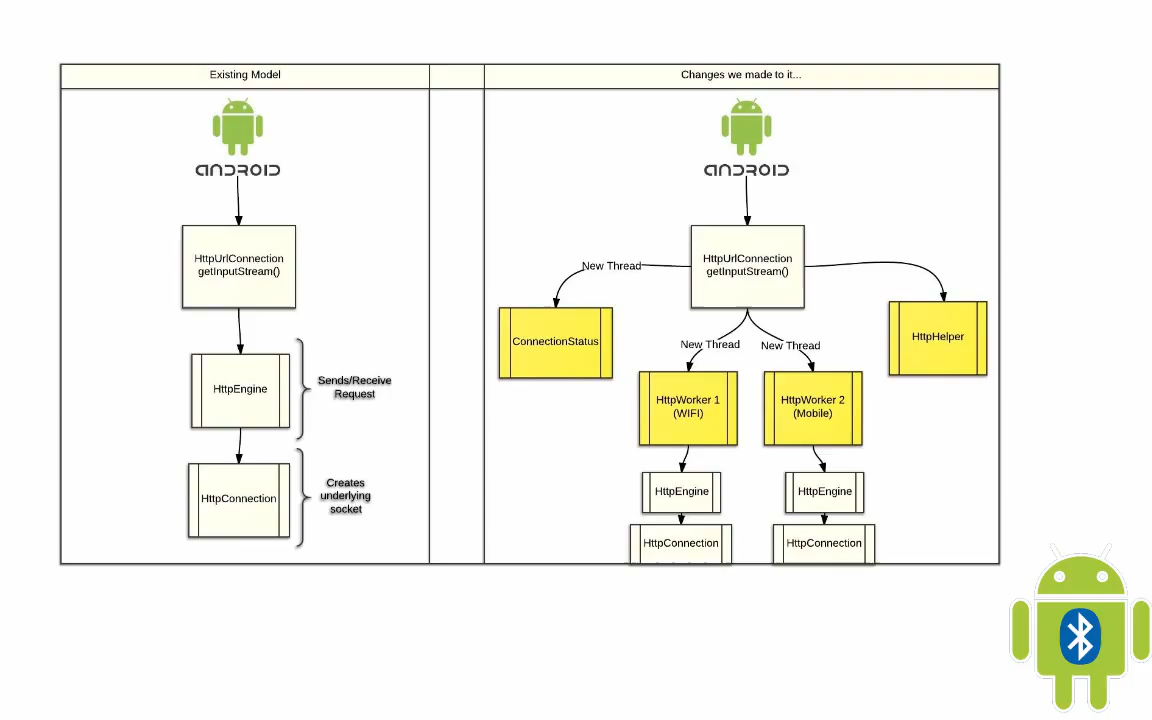 Existing Model
Changes we made to it...
ANDROID
HttpUrlConnection
getInputStream()
HttpEngine
Sends/Receive
Request
HttpConnection
Creates
underlying
socket
ANDROID
HttpUrlConnection
getInputStream()
New Thread
ConnectionStatus
HttpHelper
New Thread
New Thread
HttpWorker 1
(WIFI)
HttpWorker 2
(Mobile)
HttpEngine
HttpEngine
HttpConnection
HttpConnection